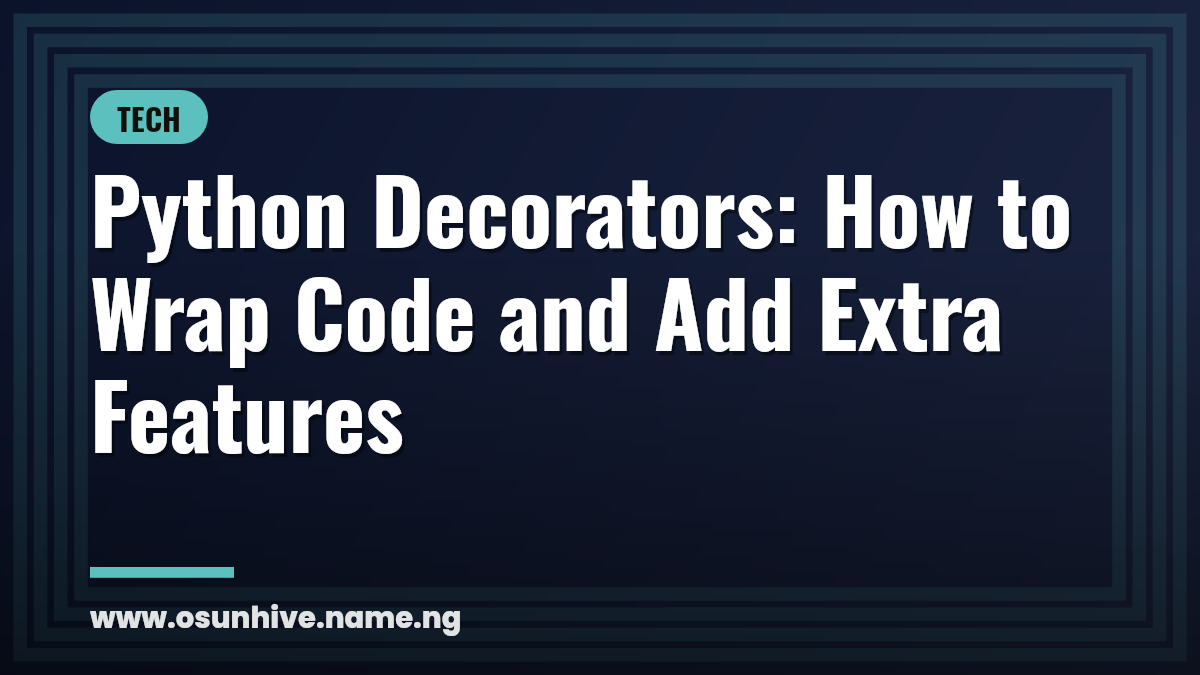 TECH
Python Decorators: How to
Wrap Code and Add Extra
Features
www.osunhive.name.ng